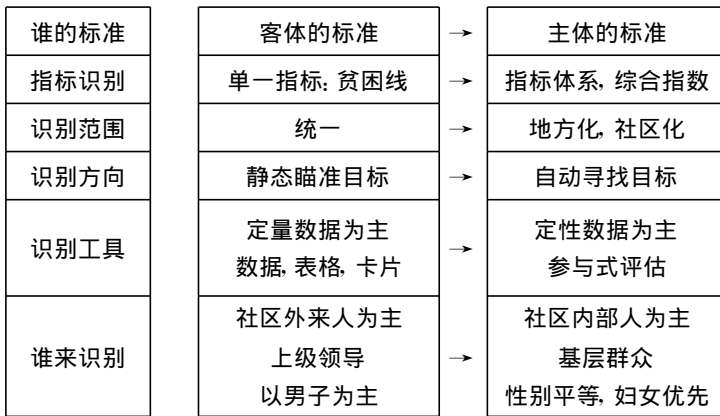 谁的标准 客体的标准 → 主体的标准
指标识别 单一指标: 贫困线 → 指标体系, 综合指数
识别范围 统一 → 地方化, 社区化
识别方向 静态瞄准目标 → 自动寻找目标
识别工具
定量数据为主
数据, 表格, 卡片
→
定性数据为主
参与式评估
谁来识别
社区外来人为主
上级领导
以男子为主
→
社区内部人为主
基层群众
性别平等, 妇女优先